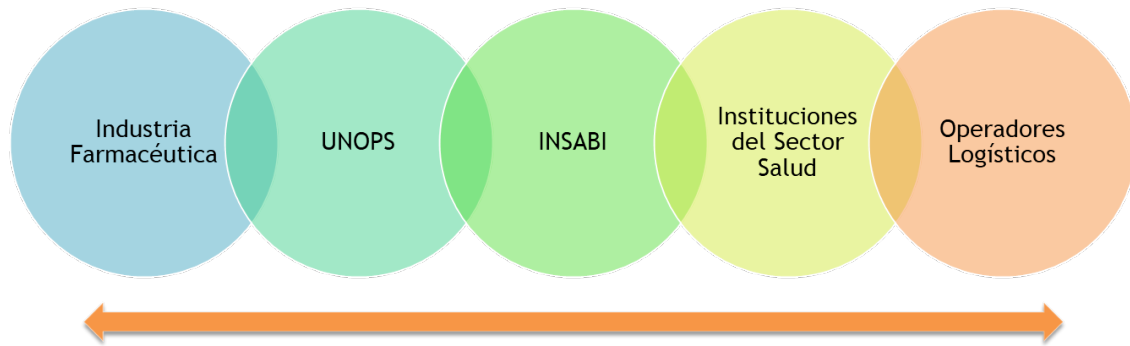 Industria
Farmacéutica
UNOPS
INSABI
Instituciones
del Sector
Salud
Operadores
Logísticos